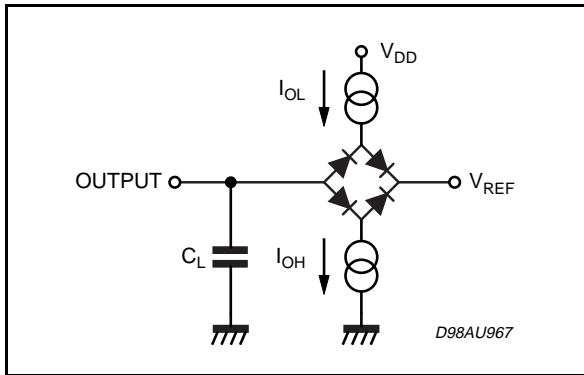 V_DD
I_OL
OUTPUT
V_REF
C_L
I_OH
D98AU967